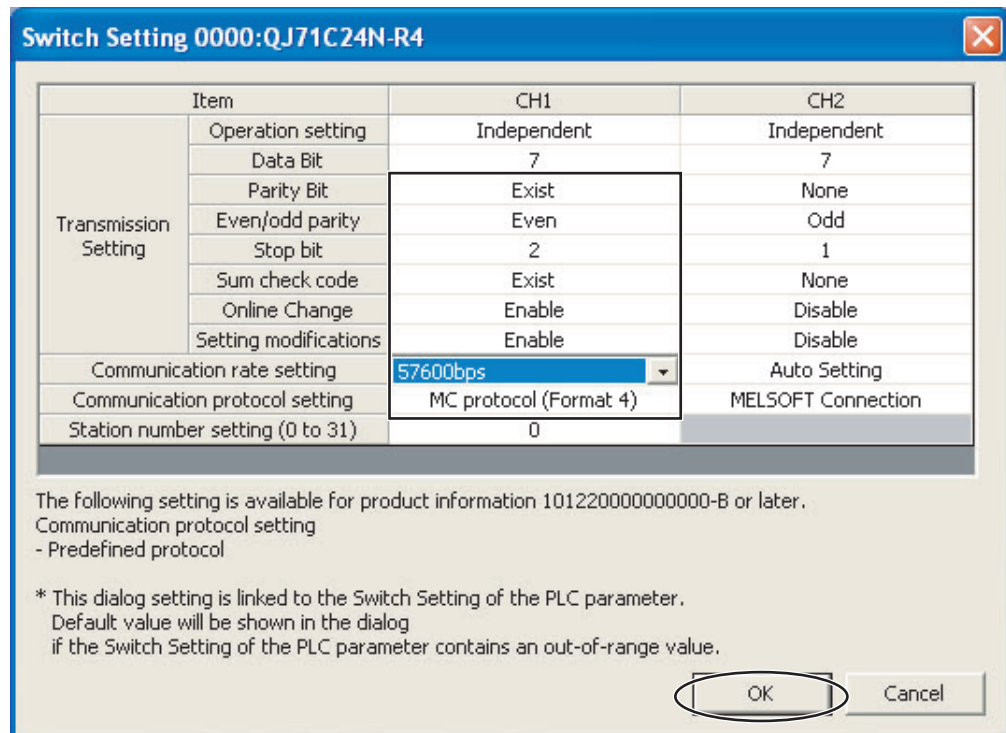 Switch Setting 0000:QJ71C24N-R4
Item CH1 CH2
Transmission Setting
Operation setting Independent Independent
Data Bit 7 7
Parity Bit Exist None
Even/odd parity Even Odd
Stop bit 2 1
Sum check code Exist None
Online Change Enable Disable
Setting modifications Enable Disable
Communication rate setting 57600bps Auto Setting
Communication protocol setting MC protocol (Format 4) MELSOFT Connection
Station number setting (0 to 31) 0
The following setting is available for product information 101220000000000-B or later.
Communication protocol setting
- Predefined protocol
* This dialog setting is linked to the Switch Setting of the PLC parameter.
Default value will be shown in the dialog
if the Switch Setting of the PLC parameter contains an out-of-range value.
OK Cancel